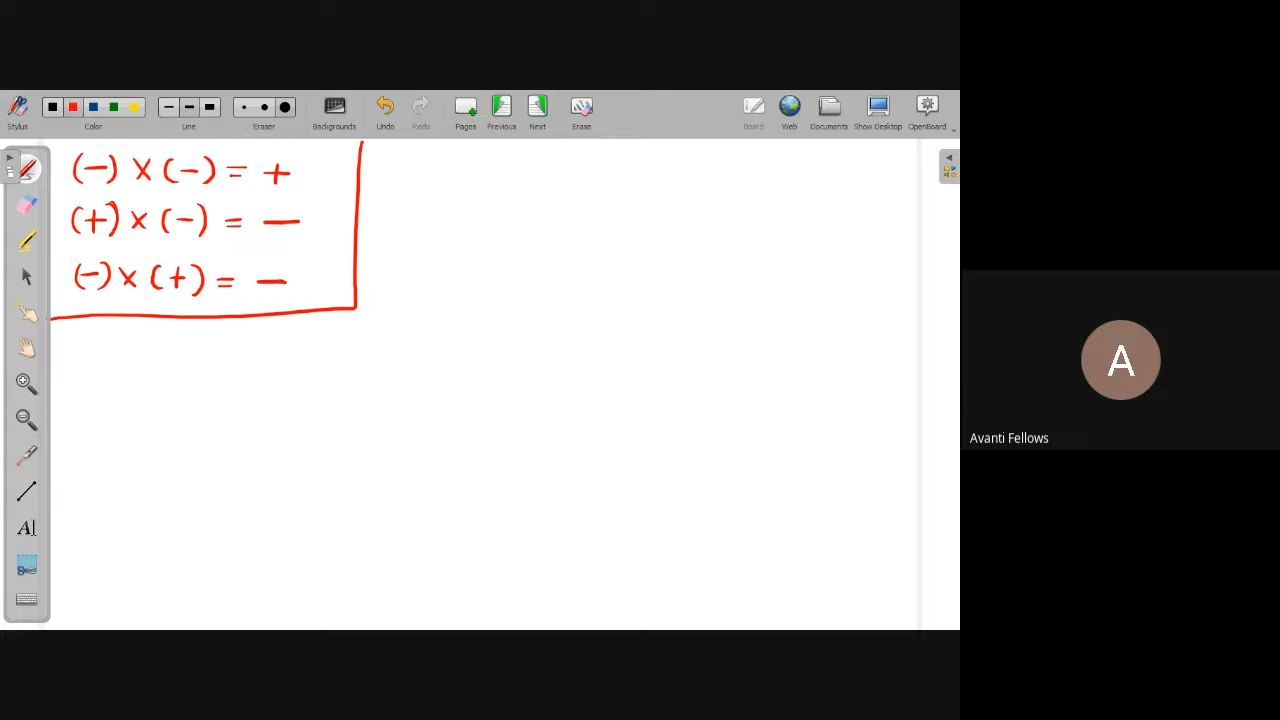 Stylus Color Line Eraser Backgrounds Undo Redo Pages Previous Next Erase Board Web Documents Show Desktop OpenBoard
(−) × (−) = +
(+) × (−) = −
(−) × (+) = −
A
Avanti Fellows